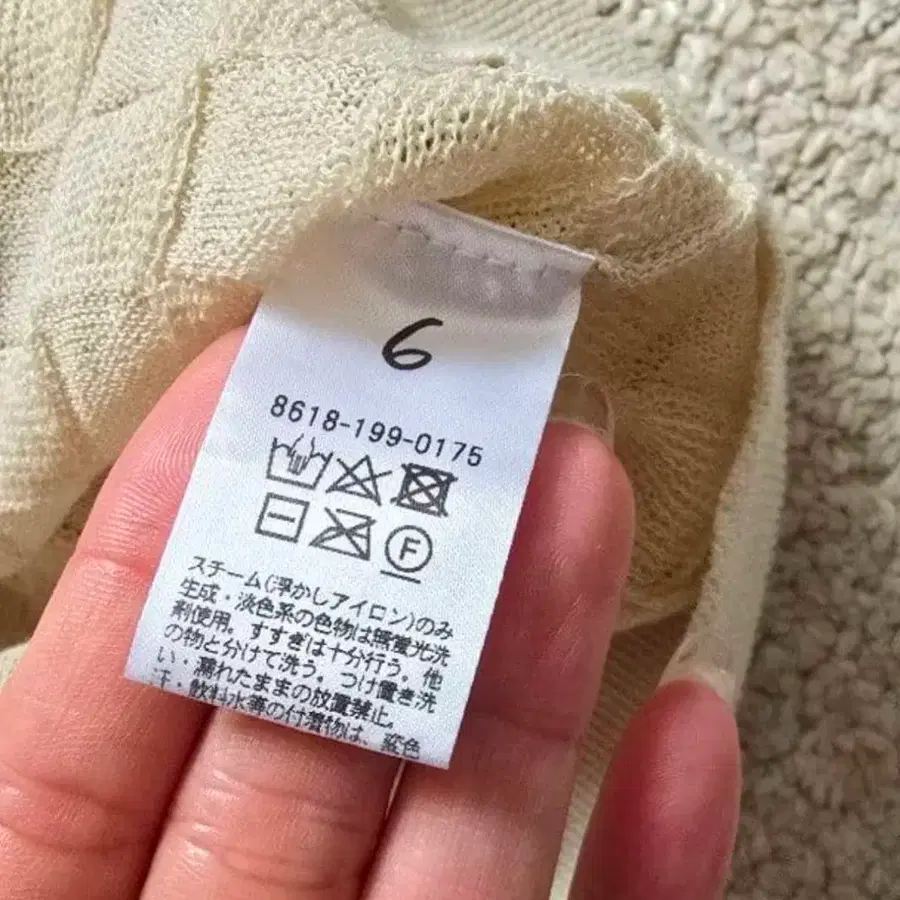 6
8618-199-0175
F
スチーム(浮かしアイロン)のみ
生成・淡色系の色物は無蛍光洗
剤使用。すすぎは十分行う。他
の物と分けて洗う。つけ置き洗
い・濡れたままの放置禁止。
汗・飲料水等の付着物は、変色